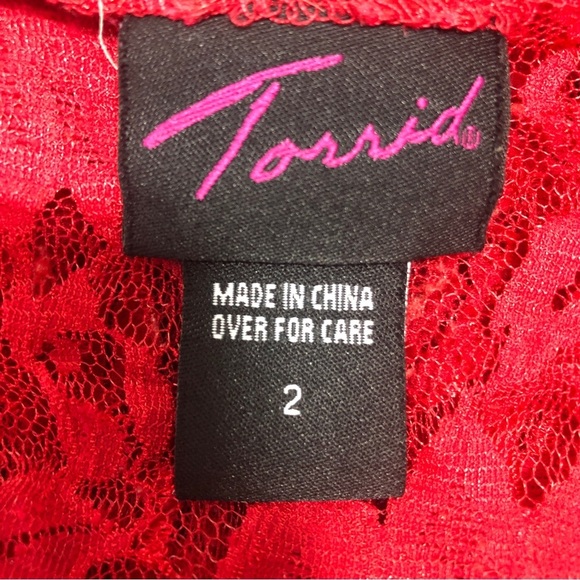 Torrid®
MADE IN CHINA
OVER FOR CARE
2